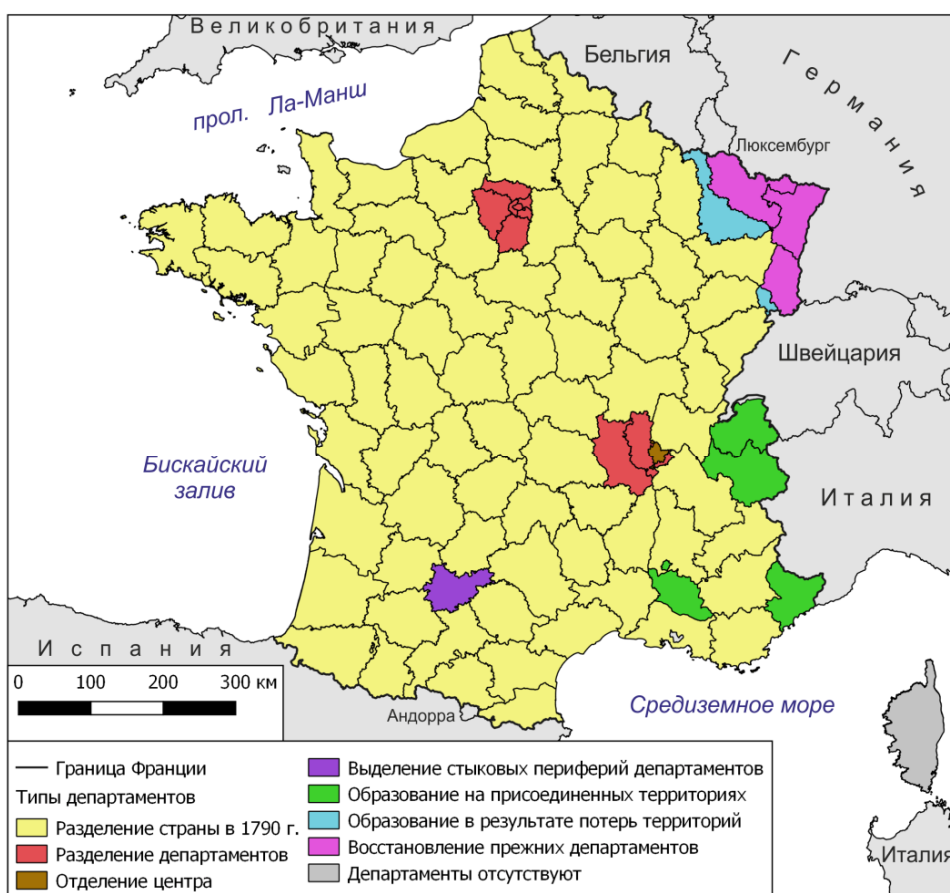 Великобритания
Бельгия
Германия
прол. Ла-Манш
Люксембург
Швейцария
Бискайский
залив
Италия
Испания
0 100 200 300 км
Средиземное море
Андорра
Граница Франции
Типы департаментов
Разделение страны в 1790 г.
Разделение департаментов
Отделение центра
Выделение стыковых периферий департаментов
Образование на присоединенных территориях
Образование в результате потерь территорий
Восстановление прежних департаментов
Департаменты отсутствуют
Италия